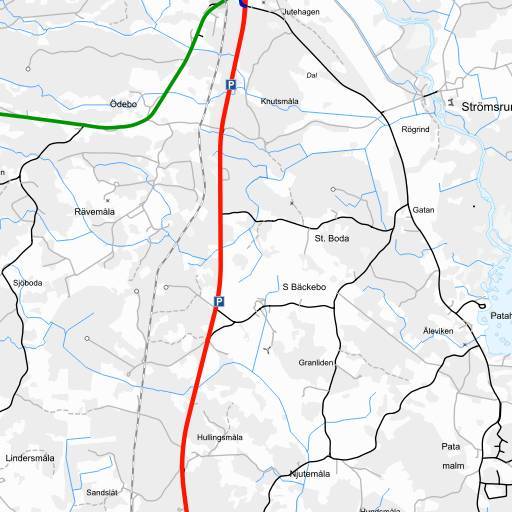 Jutehagen
Dal
P
Knutsmåla
Ödebo
Strömsrum
Rögrind
Rävemåla
Gatan
St. Boda
Sjöboda
S Bäckebo
P
Åleviken
Granliden
Hullingsmåla
Pata
malm
Lindersmåla
Njutemåla
Sandslät